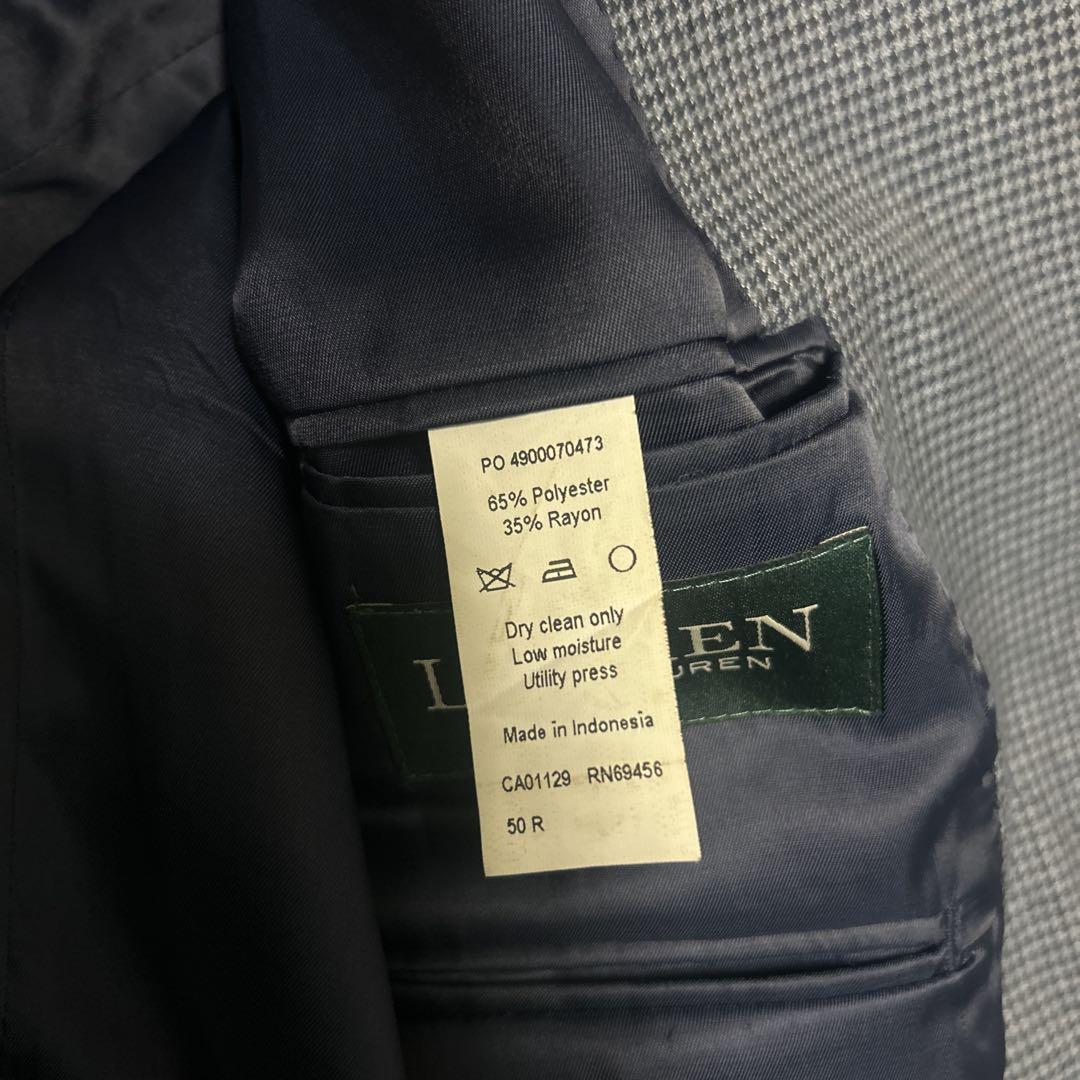 PO 4900070473
65% Polyester
35% Rayon
Dry clean only
Low moisture
Utility press
Made in Indonesia
CA01129 RN69456
50 R